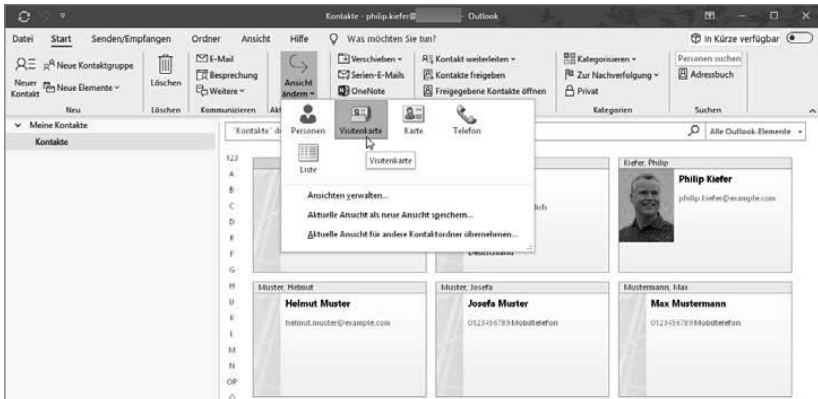 Kontakte - philip.kiefer@ - Outlook
Datei Start Senden/Empfangen Ordner Ansicht Hilfe Was möchten Sie tun? In Kürze verfügbar
Neuer Kontakt
Neue Kontaktgruppe
Neue Elemente
Neu
Löschen
Löschen
E-Mail
Besprechung
Weitere
Kommunizieren
Ansicht ändern
Verschieben
Serien-E-Mails
OneNote
Kontakt weiterleiten
Kontakte freigeben
Freigegebene Kontakte öffnen
Kategorisieren
Zur Nachverfolgung
Privat
Kategorien
Personen suchen
Adressbuch
Suchen
Meine Kontakte
Kontakte
"Kontakte"
Alle Outlook-Elemente
Personen Visitenkarte Karte Telefon
Visitenkarte
Liste
Ansichten verwalten...
Aktuelle Ansicht als neue Ansicht speichern...
Aktuelle Ansicht für andere Kontaktordner übernehmen...
123
A
B
C
D
E
F
G
H
IJ
K
L
M
N
OP
Deutschland
Kiefer, Philip
Philip Kiefer
philip.kiefer@example.com
Muster, Helmut
Helmut Muster
helmut.muster@example.com
Muster, Josefa
Josefa Muster
0123456789 Mobiltelefon
Mustermann, Max
Max Mustermann
0123456789 Mobiltelefon